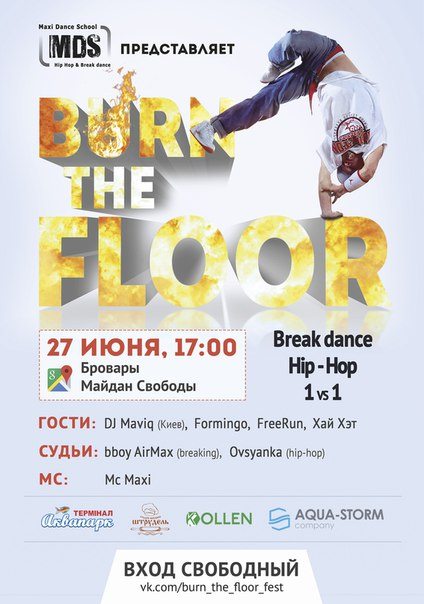 Maxi Dance School
MDS
Hip Hop & Break dance
ПРЕДСТАВЛЯЕТ
BURN
THE
FLOOR
27 ИЮНЯ, 17:00
Бровары
Майдан Свободы
Break dance
Hip - Hop
1 vs 1
ГОСТИ: DJ Maviq (Киев), Formingo, FreeRun, Хай Хэт
СУДЬИ: bboy AirMax (breaking), Ovsyanka (hip-hop)
МС: Mc Maxi
ТЕРМІНАЛ
Аквапарк
ШТРУДЕЛЬ
KOLLEN
AQUA-STORM
company
ВХОД СВОБОДНЫЙ
vk.com/burn_the_floor_fest